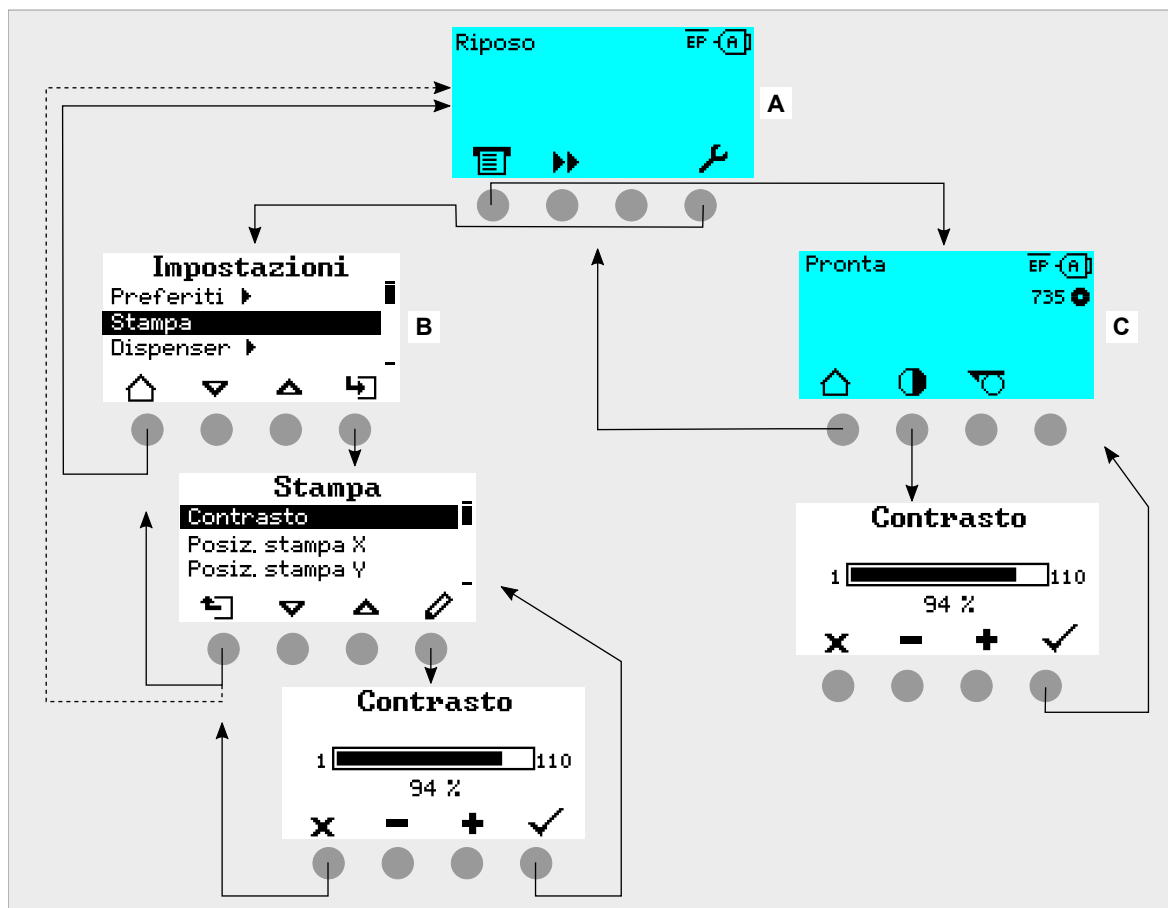 Riposo EP A
A
Impostazioni
Preferiti
Stampa
Dispenser
B
Pronta EP A
735
C
Stampa
Contrasto
Posiz. stampa X
Posiz. stampa Y
Contrasto
1 110
94 %
Contrasto
1 110
94 %